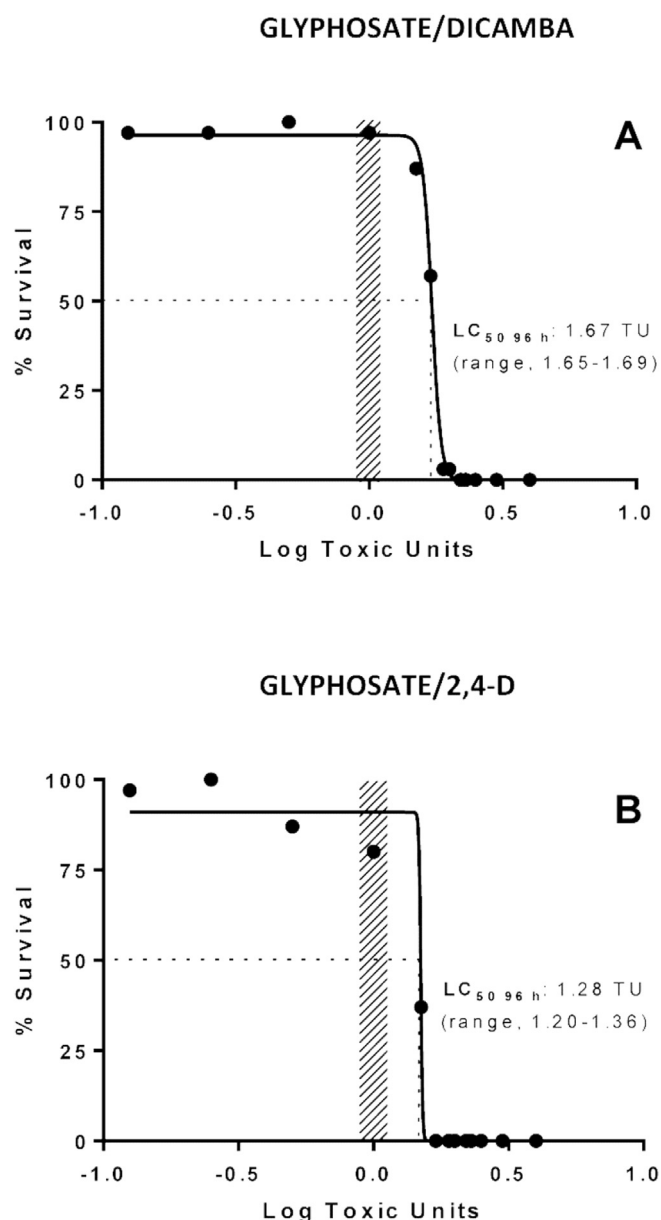 GLYPHOSATE/DICAMBA
A
100
75
50
25
0
% Survival
LC50 96 h: 1.67 TU
(range, 1.65-1.69)
-1.0 -0.5 0.0 0.5 1.0
Log Toxic Units
GLYPHOSATE/2,4-D
B
100
75
50
25
0
% Survival
LC50 96 h: 1.28 TU
(range, 1.20-1.36)
-1.0 -0.5 0.0 0.5 1.0
Log Toxic Units